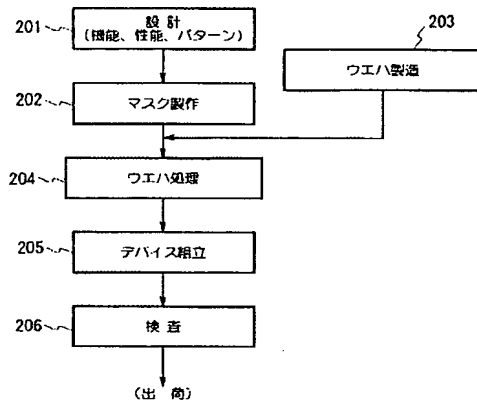 201
設 計
(機能、性能、パターン)
203
ウエハ製造
202
マスク製作
204
ウエハ処理
205
デバイス組立
206
検 査
(出 荷)